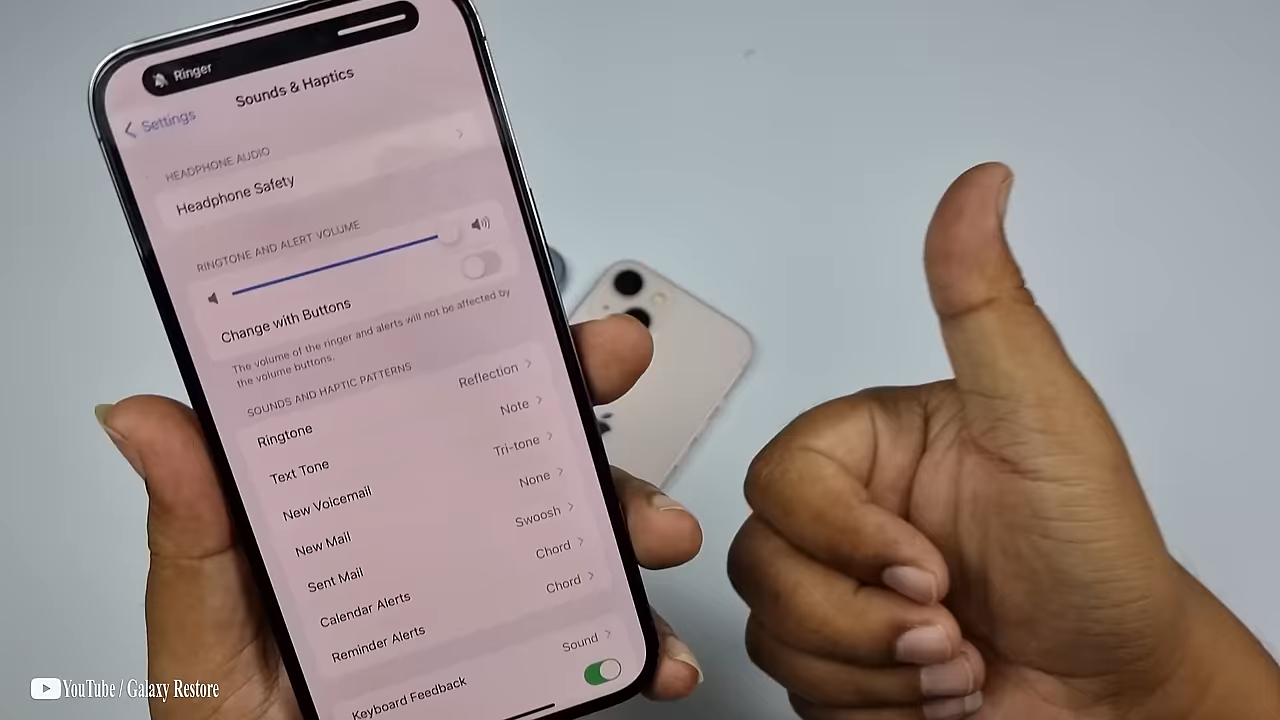 Ringer
Settings
Sounds & Haptics
HEADPHONE AUDIO
Headphone Safety
RINGTONE AND ALERT VOLUME
Change with Buttons
The volume of the ringer and alerts will not be affected by
the volume buttons.
SOUNDS AND HAPTIC PATTERNS
Ringtone Reflection
Text Tone Note
New Voicemail Tri-tone
New Mail None
Sent Mail Swoosh
Calendar Alerts Chord
Reminder Alerts Chord
Keyboard Feedback Sound
YouTube / Galaxy Restore